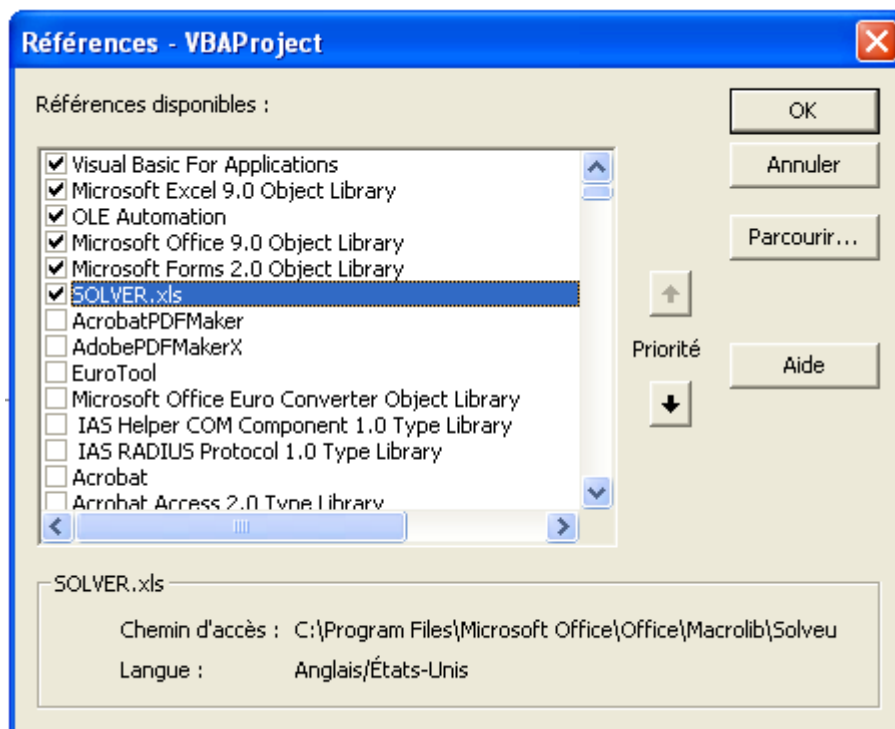 Références - VBAProject
Références disponibles :
OK
Annuler
Parcourir...
Aide
Visual Basic For Applications
Microsoft Excel 9.0 Object Library
OLE Automation
Microsoft Office 9.0 Object Library
Microsoft Forms 2.0 Object Library
SOLVER.xls
AcrobatPDFMaker
AdobePDFMakerX
EuroTool
Microsoft Office Euro Converter Object Library
IAS Helper COM Component 1.0 Type Library
IAS RADIUS Protocol 1.0 Type Library
Acrobat
Acrobat Access 2.0 Type Library
Priorité
SOLVER.xls
Chemin d'accès : C:\Program Files\Microsoft Office\Office\Macrolib\Solveu
Langue : Anglais/États-Unis